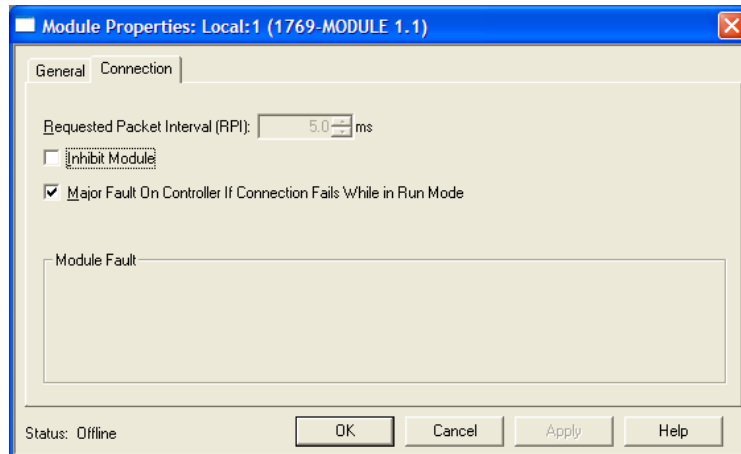 Module Properties: Local:1 (1769-MODULE 1.1)
General Connection
Requested Packet Interval (RPI): 5.0 ms
Inhibit Module
Major Fault On Controller If Connection Fails While in Run Mode
Module Fault
Status: Offline OK Cancel Apply Help